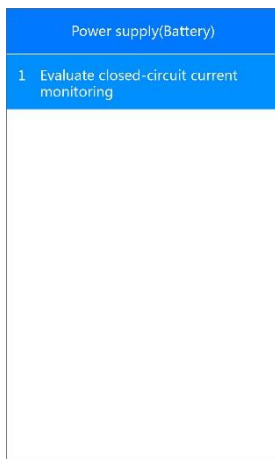 Power supply(Battery)
1 Evaluate closed-circuit current
monitoring